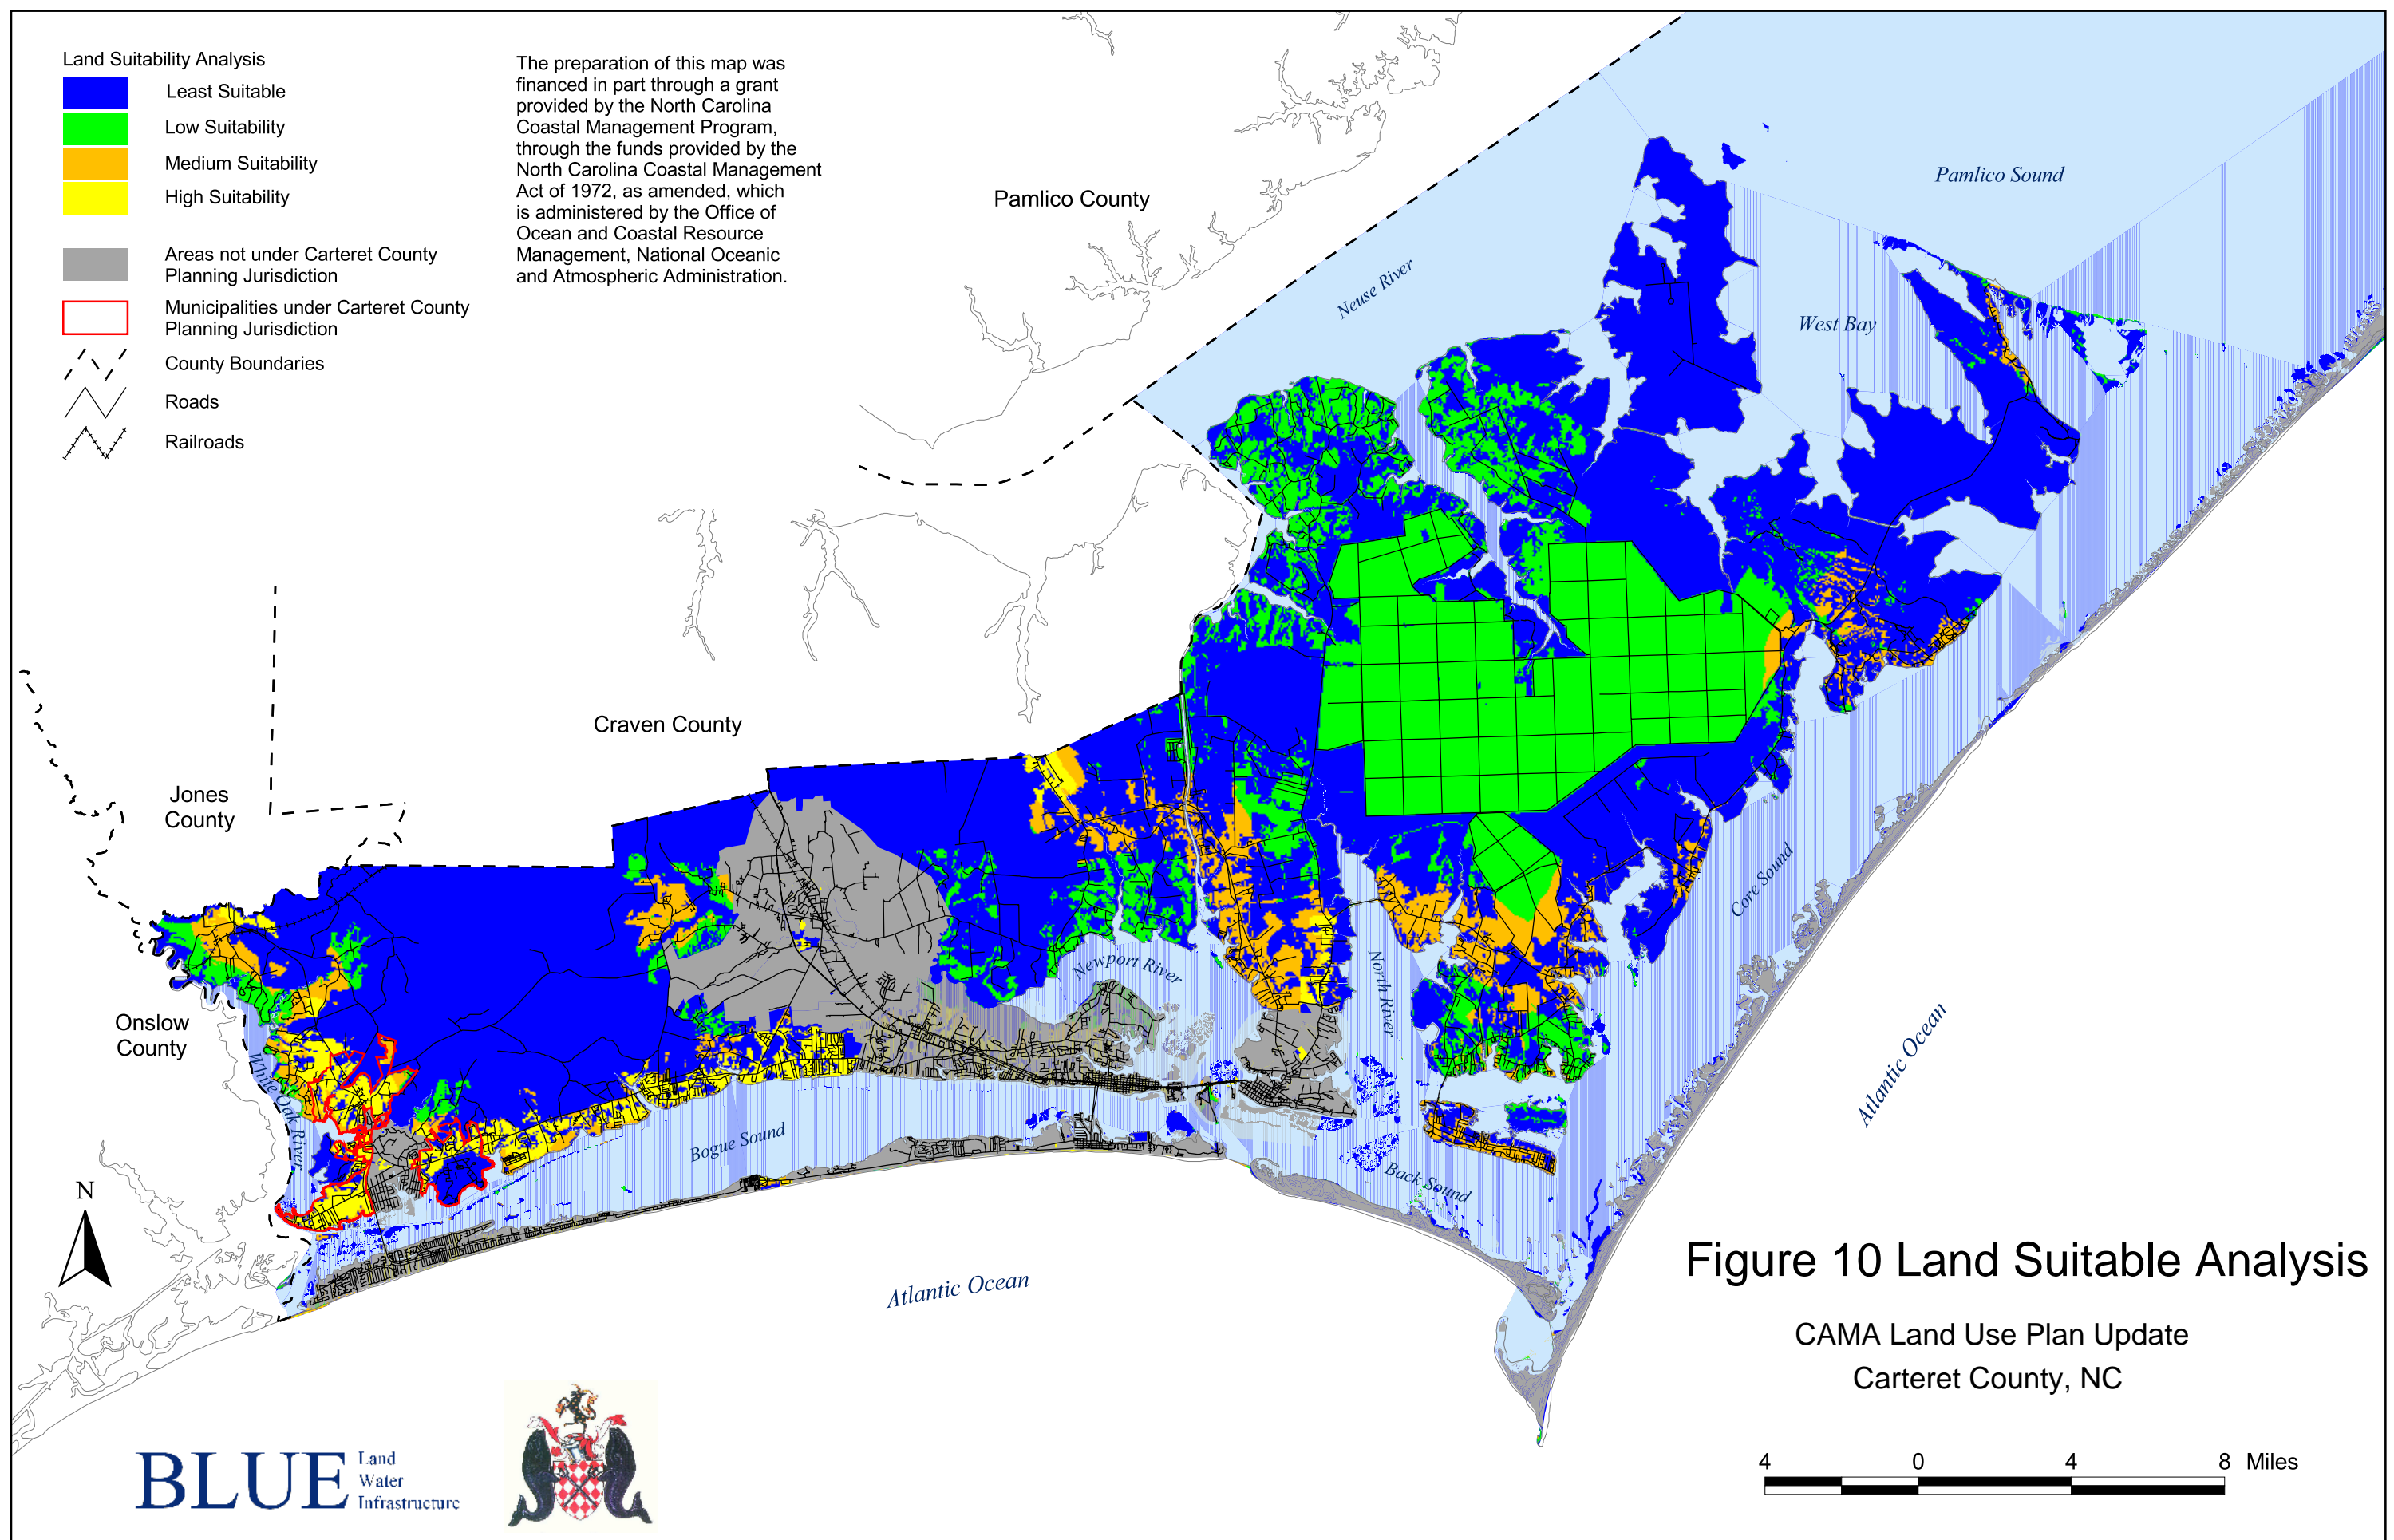 Land Suitability Analysis
Least Suitable
Low Suitability
Medium Suitability
High Suitability
Areas not under Carteret County
Planning Jurisdiction
Municipalities under Carteret County
Planning Jurisdiction
County Boundaries
Roads
Railroads
The preparation of this map was
financed in part through a grant
provided by the North Carolina
Coastal Management Program,
through the funds provided by the
North Carolina Coastal Management
Act of 1972, as amended, which
is administered by the Office of
Ocean and Coastal Resource
Management, National Oceanic
and Atmospheric Administration.
Pamlico County
Pamlico Sound
Neuse River
West Bay
Craven County
Jones
County
Onslow
County
White Oak River
Newport River
North River
Core Sound
Bogue Sound
Back Sound
Atlantic Ocean
Atlantic Ocean
N
Figure 10 Land Suitable Analysis
CAMA Land Use Plan Update
Carteret County, NC
4 0 4 8 Miles
BLUE
Land
Water
Infrastructure